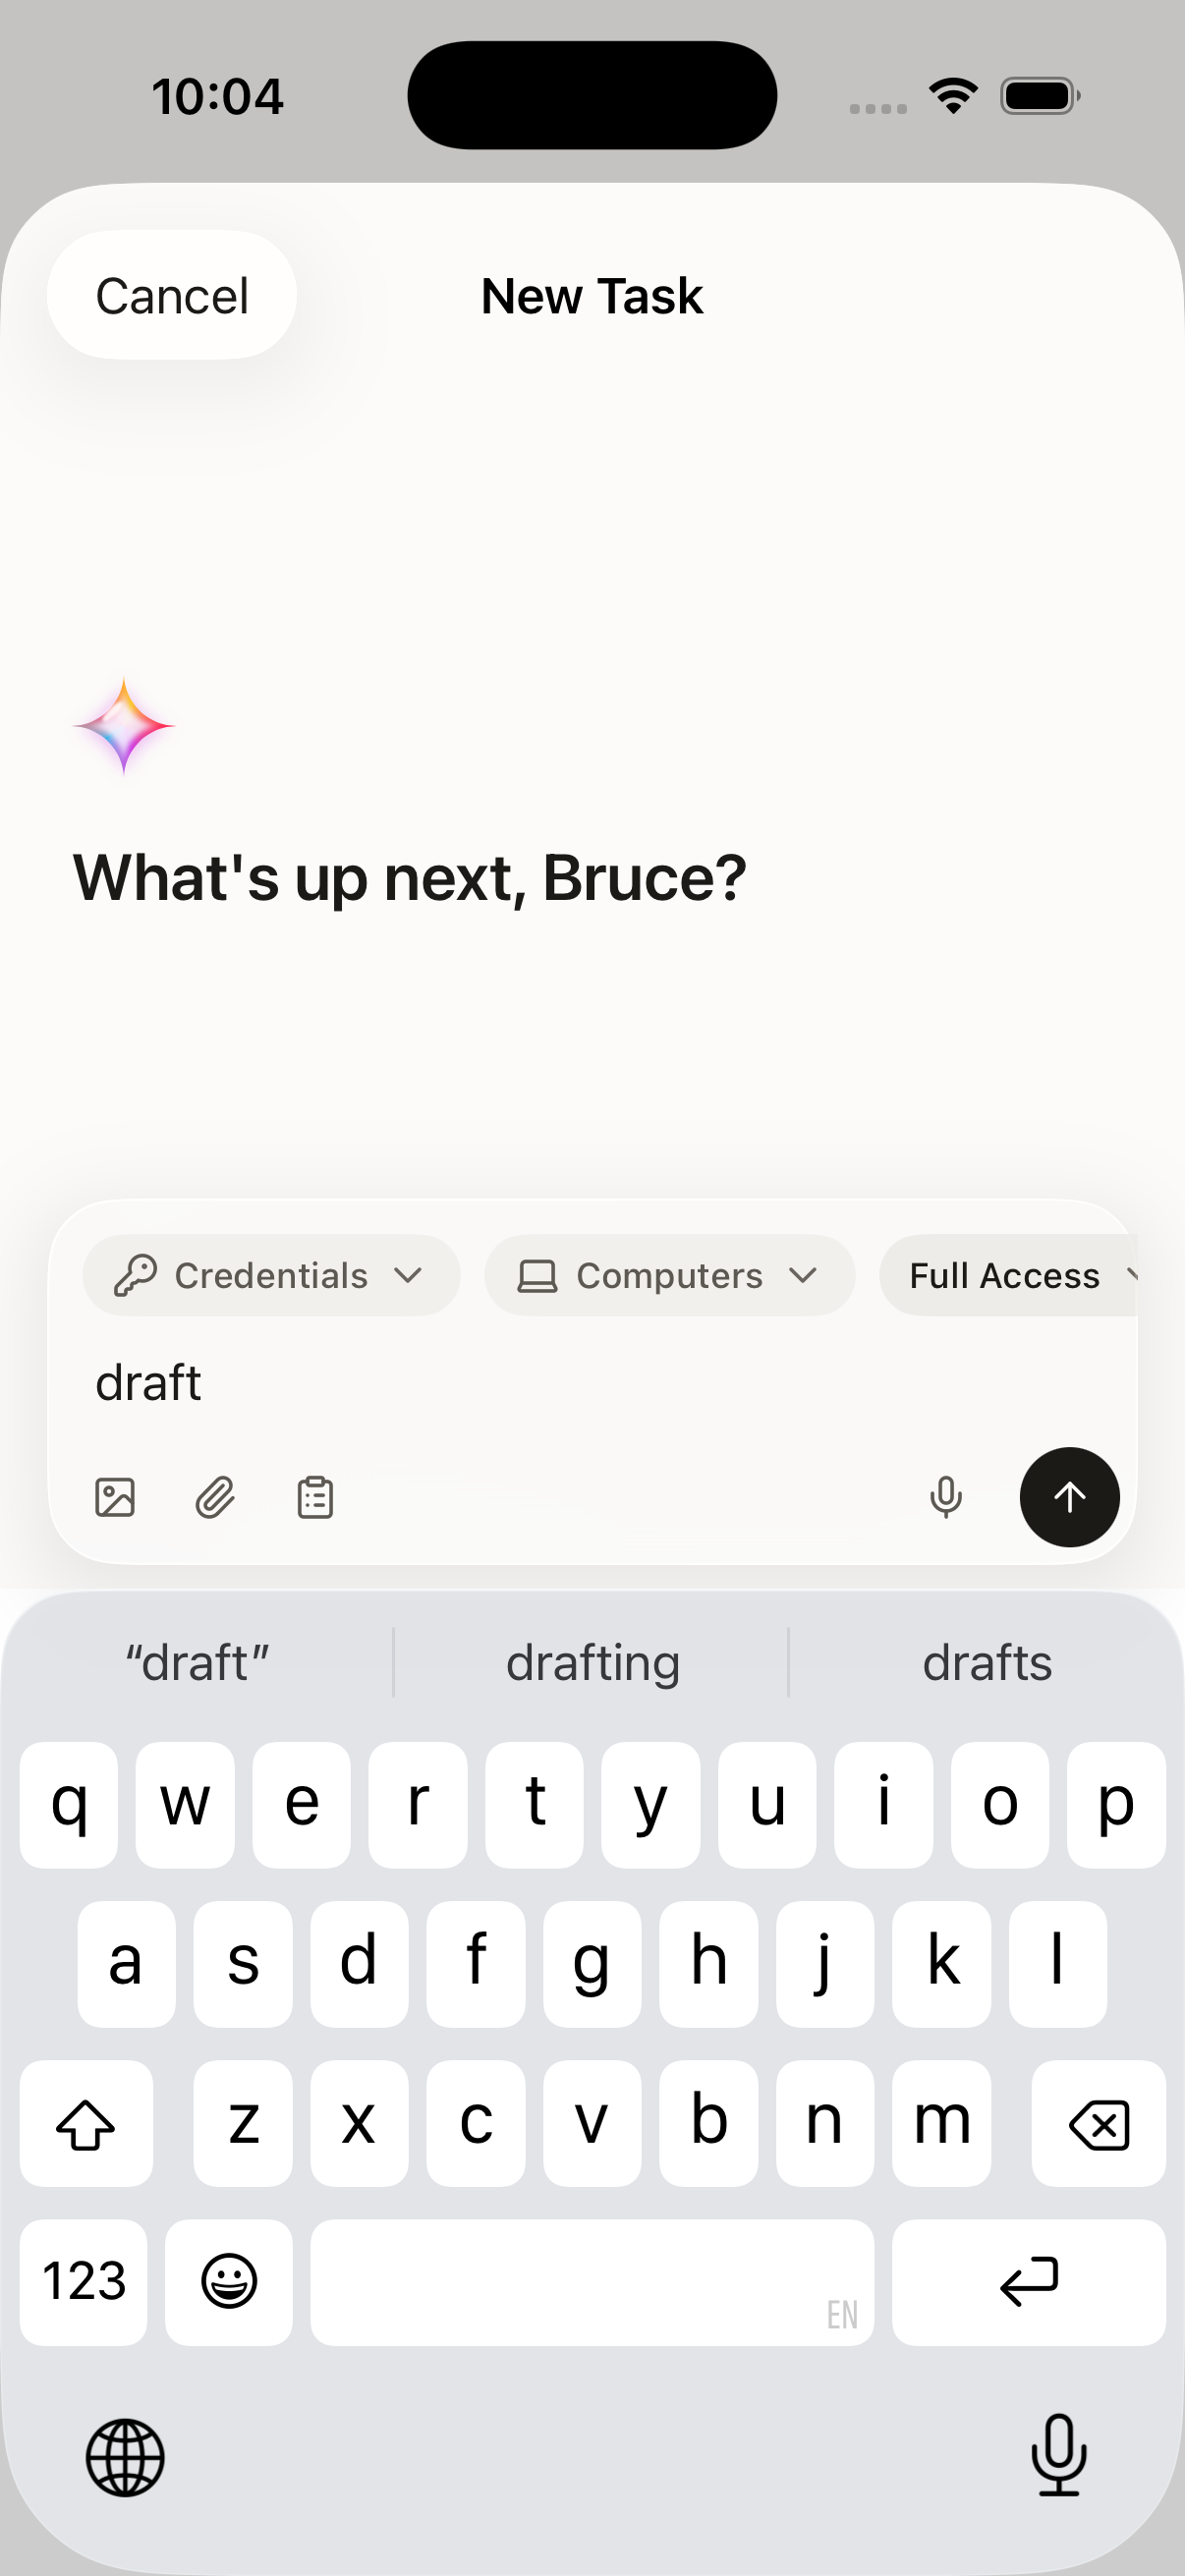 10:04
Cancel
New Task
What's up next, Bruce?
Credentials
Computers
Full Access
draft
“draft” drafting drafts
q w e r t y u i o p
a s d f g h j k l
z x c v b n m
123
EN